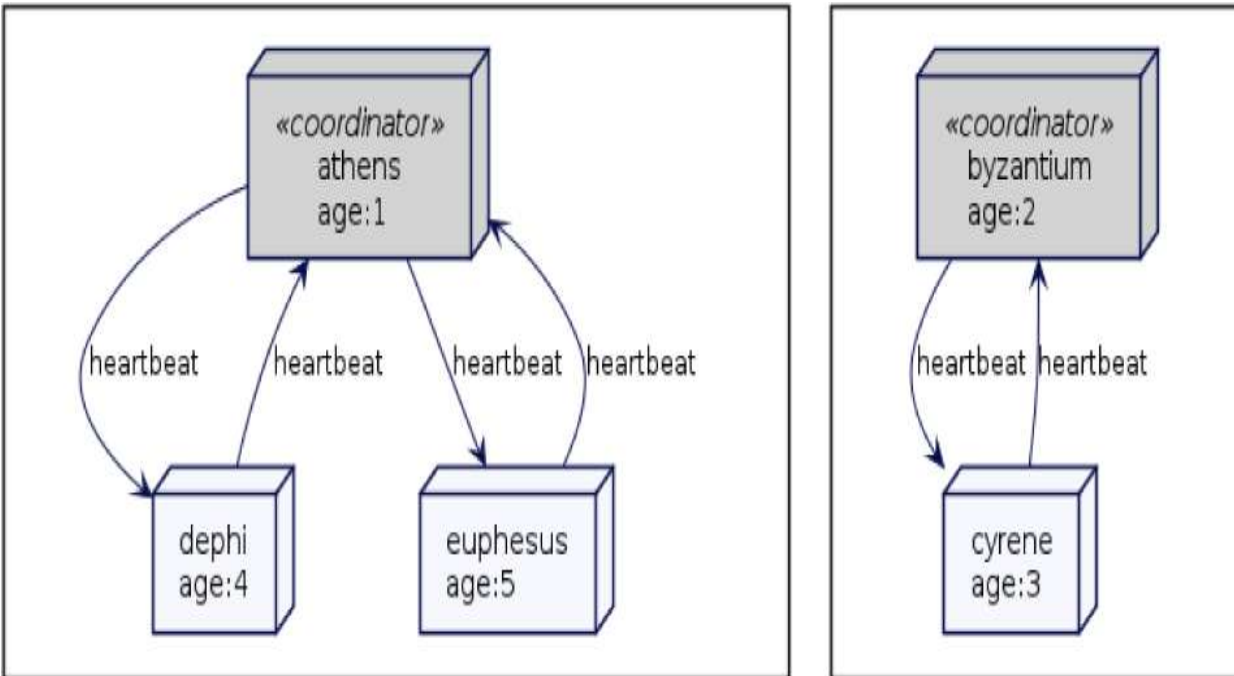 «coordinator»
athens
age:1
«coordinator»
byzantium
age:2
heartbeat
heartbeat
heartbeat
heartbeat
heartbeat
heartbeat
dephi
age:4
euphesus
age:5
cyrene
age:3